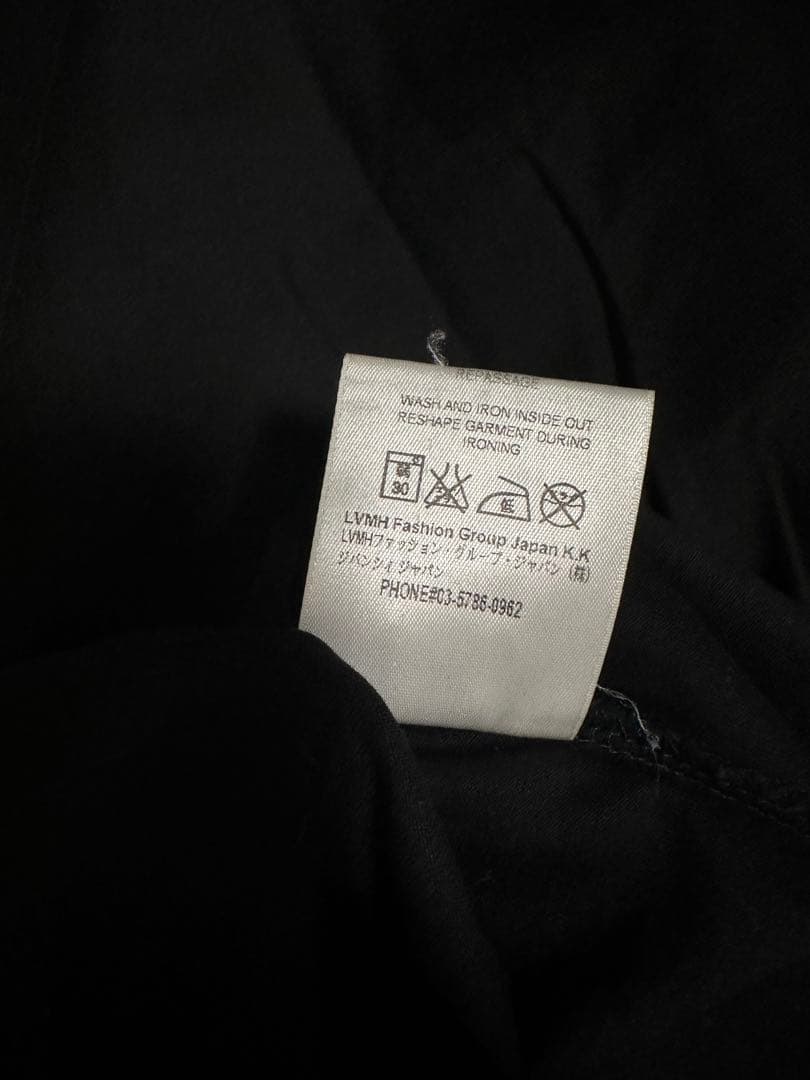 REPASSAGE
WASH AND IRON INSIDE OUT
RESHAPE GARMENT DURING
IRONING
弱
30
低
LVMH Fashion Group Japan K.K
LVMHファッション・グループ・ジャパン (株)
ジバンシィ ジャパン
PHONE#03-5786-0962